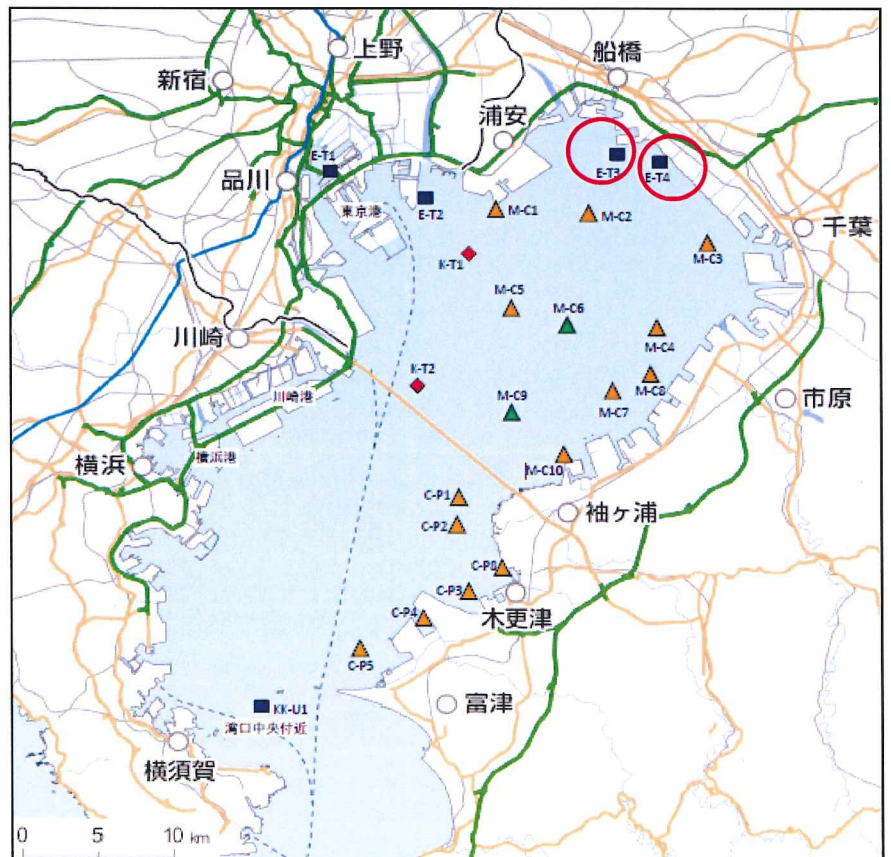 上野
船橋
新宿
浦安
E-T1
E-T3
E-T4
品川
東京港
E-T2
M-C1
M-C2
千葉
M-C3
K-T1
M-C5
M-C6
川崎
M-C4
K-T2
M-C8
M-C9
M-C7
川崎港
市原
横浜
横浜港
M-C10
C-P1
袖ヶ浦
C-P2
C-P8
C-P3
木更津
C-P4
C-P5
KK-U1
富津
湾口中央付近
横須賀
0 5 10 km